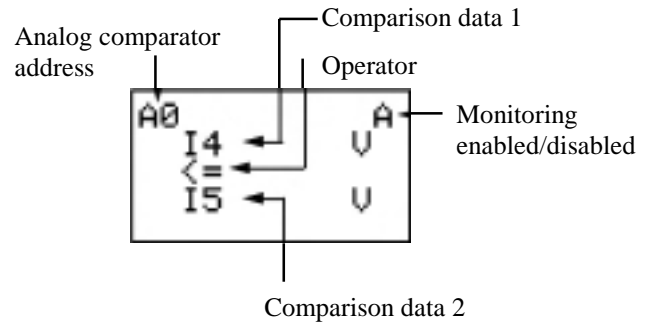 Comparison data 1
Analog comparator
address
Operator
A0 A
I4 V
<=
I5 V
Monitoring
enabled/disabled
Comparison data 2